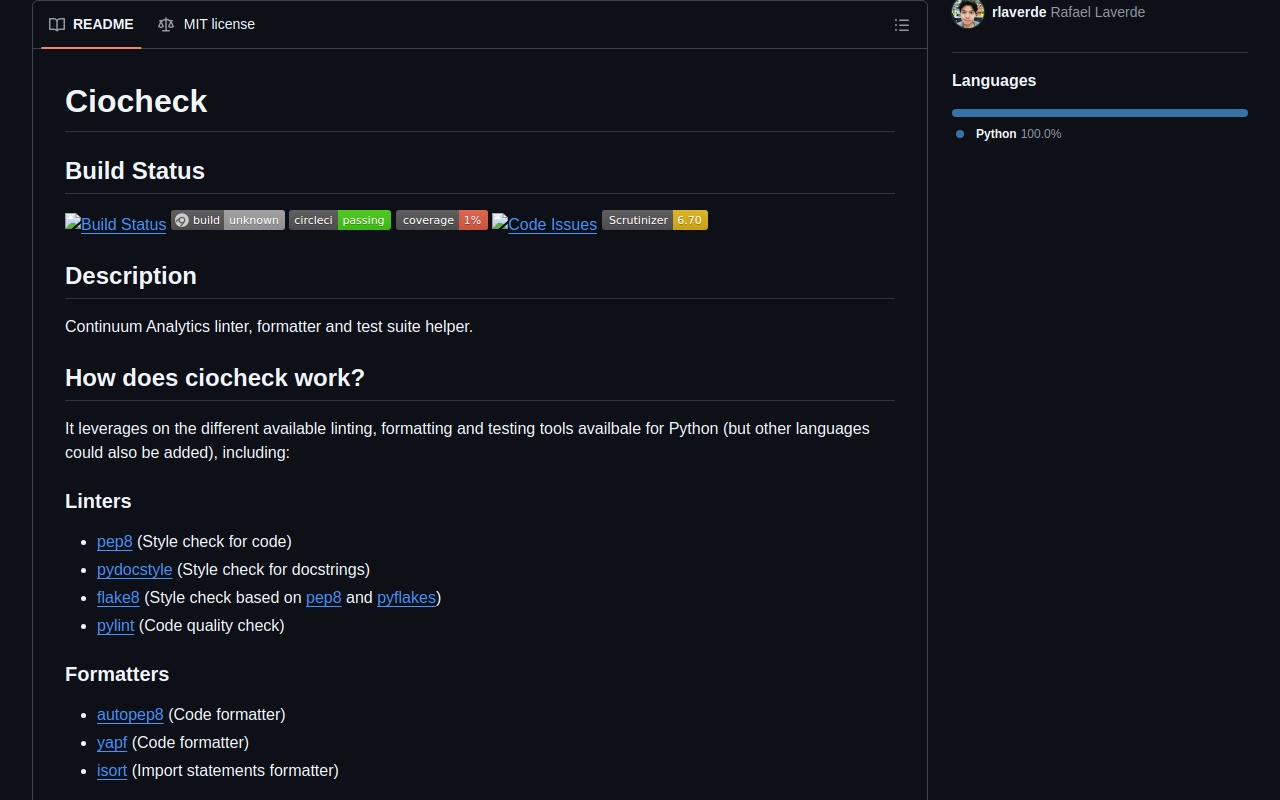 README MIT license
rlaverde Rafael Laverde
Languages
Python 100.0%
Ciocheck
Build Status
Build Status build unknown circleci passing coverage 1% Code Issues Scrutinizer 6.70
Description
Continuum Analytics linter, formatter and test suite helper.
How does ciocheck work?
It leverages on the different available linting, formatting and testing tools availbale for Python (but other languages
could also be added), including:
Linters
pep8 (Style check for code)
pydocstyle (Style check for docstrings)
flake8 (Style check based on pep8 and pyflakes)
pylint (Code quality check)
Formatters
autopep8 (Code formatter)
yapf (Code formatter)
isort (Import statements formatter)